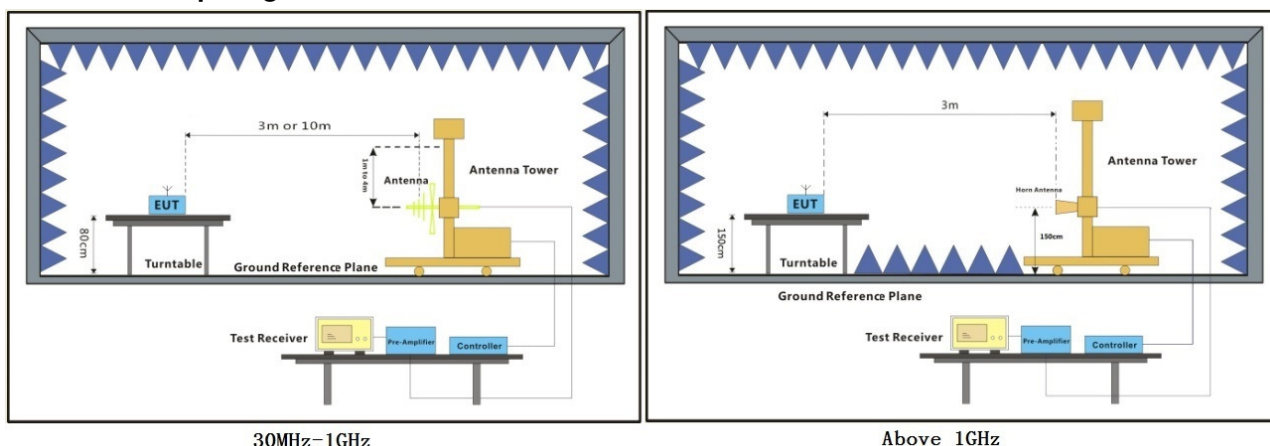 3m or 10m
1m to 4m
Antenna
Antenna Tower
EUT
80cm
Turntable
Ground Reference Plane
Test Receiver
Pre-Amplifier
Controller
30MHz-1GHz
3m
Antenna Tower
Horn Antenna
EUT
150cm
150cm
Turntable
Ground Reference Plane
Test Receiver
Pre-Amplifier
Controller
Above 1GHz